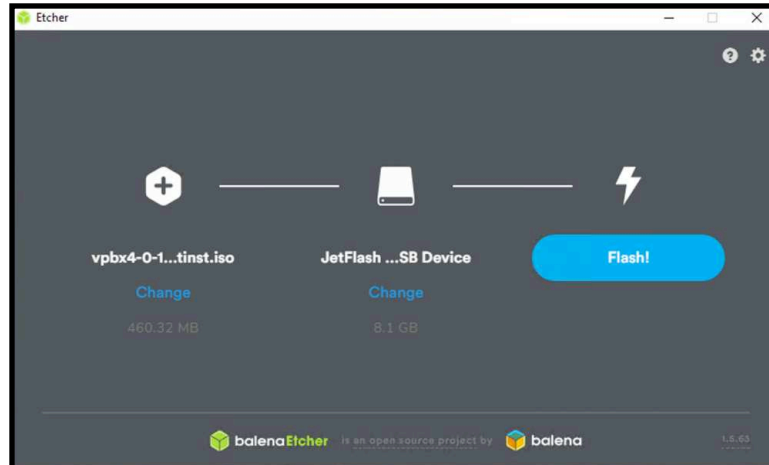 Etcher
vpbx4-0-1...tinst.iso
JetFlash ...SB Device
Flash!
Change
Change
460.32 MB
8.1 GB
balenaEtcher is an open source project by balena
1.5.63